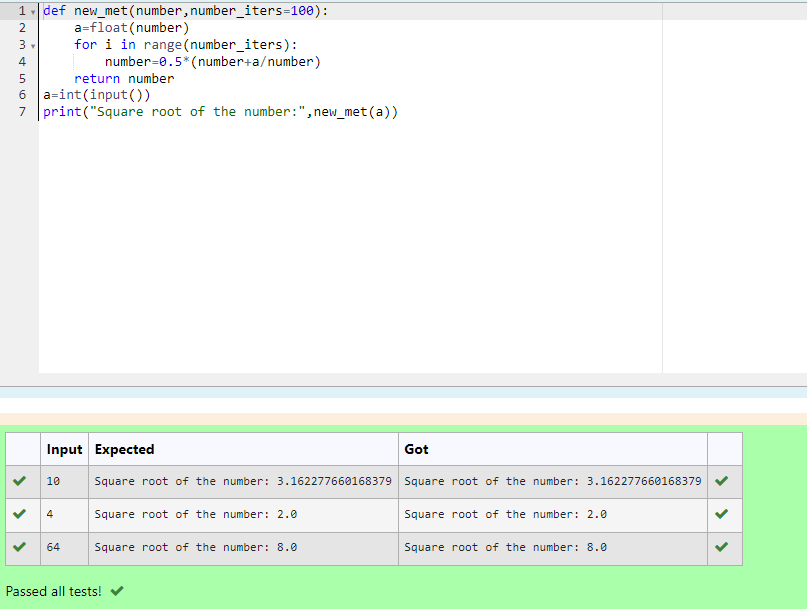 1 def new_met(number,number_iters=100):
2     a=float(number)
3     for i in range(number_iters):
4         number=0.5*(number+a/number)
5     return number
6 a=int(input())
7 print("Square root of the number:",new_met(a))
Input Expected Got
10 Square root of the number: 3.162277660168379 Square root of the number: 3.162277660168379
4 Square root of the number: 2.0 Square root of the number: 2.0
64 Square root of the number: 8.0 Square root of the number: 8.0
Passed all tests!